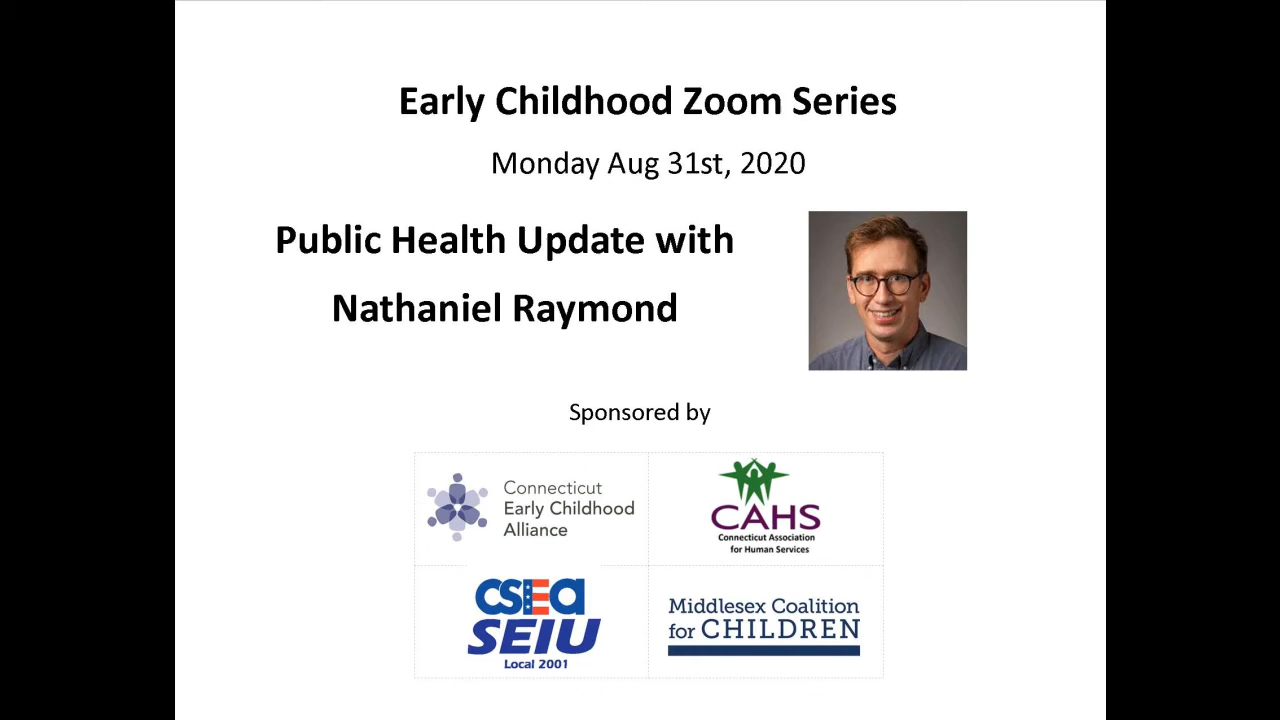 Early Childhood Zoom Series
Monday Aug 31st, 2020
Public Health Update with
Nathaniel Raymond
Sponsored by
Connecticut
Early Childhood
Alliance
CAHS
Connecticut Association
for Human Services
CSEA
SEIU
Local 2001
Middlesex Coalition
for CHILDREN